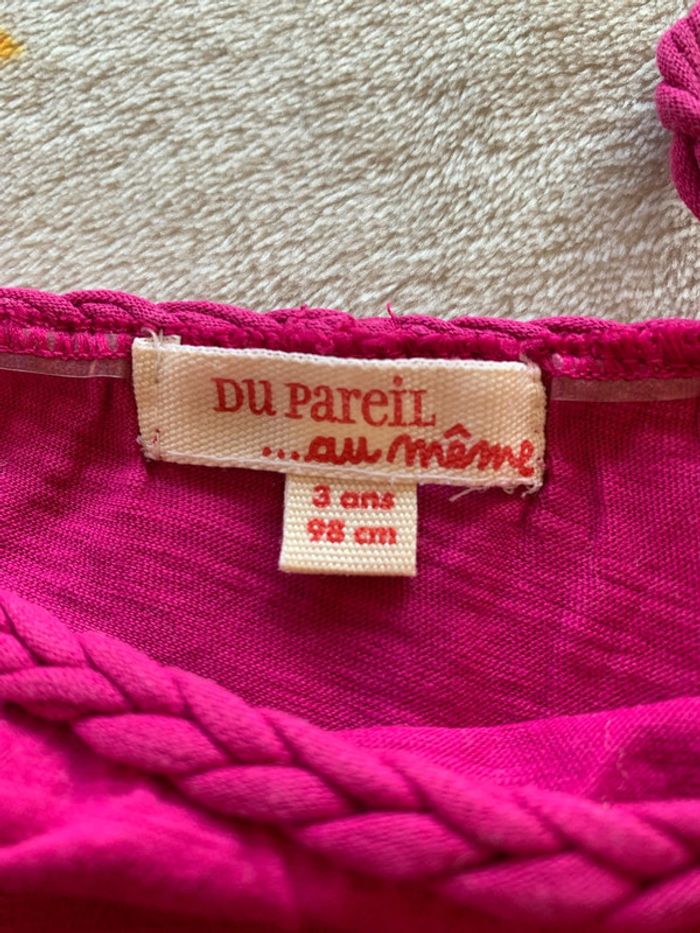 DU PareiL
...au même
3 ans
98 cm